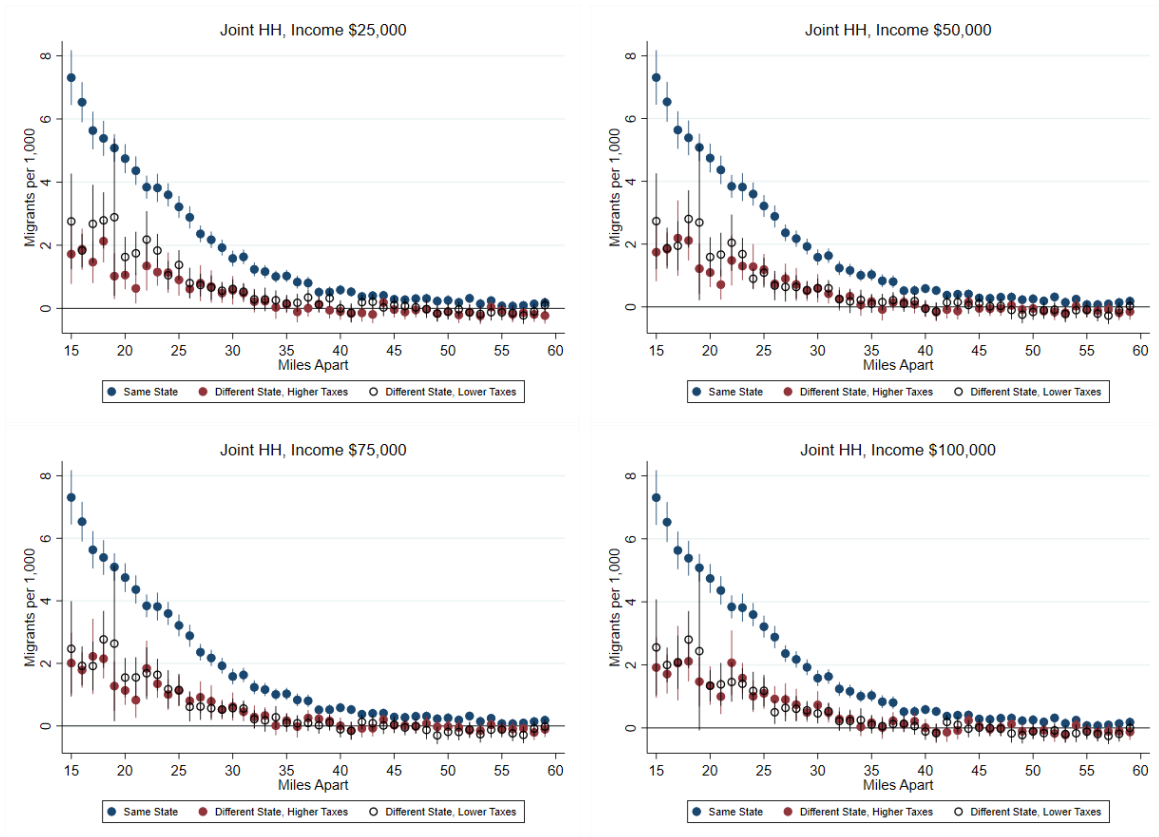 Joint HH, Income $25,000
Migrants per 1,000
8
6
4
2
0
15 20 25 30 35 40 45 50 55 60
Miles Apart
Same State Different State, Higher Taxes Different State, Lower Taxes
Joint HH, Income $50,000
Migrants per 1,000
8
6
4
2
0
15 20 25 30 35 40 45 50 55 60
Miles Apart
Same State Different State, Higher Taxes Different State, Lower Taxes
Joint HH, Income $75,000
Migrants per 1,000
8
6
4
2
0
15 20 25 30 35 40 45 50 55 60
Miles Apart
Same State Different State, Higher Taxes Different State, Lower Taxes
Joint HH, Income $100,000
Migrants per 1,000
8
6
4
2
0
15 20 25 30 35 40 45 50 55 60
Miles Apart
Same State Different State, Higher Taxes Different State, Lower Taxes